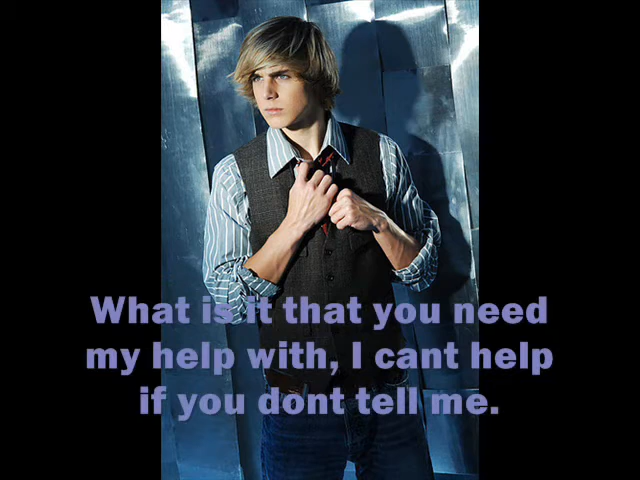 What is it that you need
my help with, I cant help
if you dont tell me.